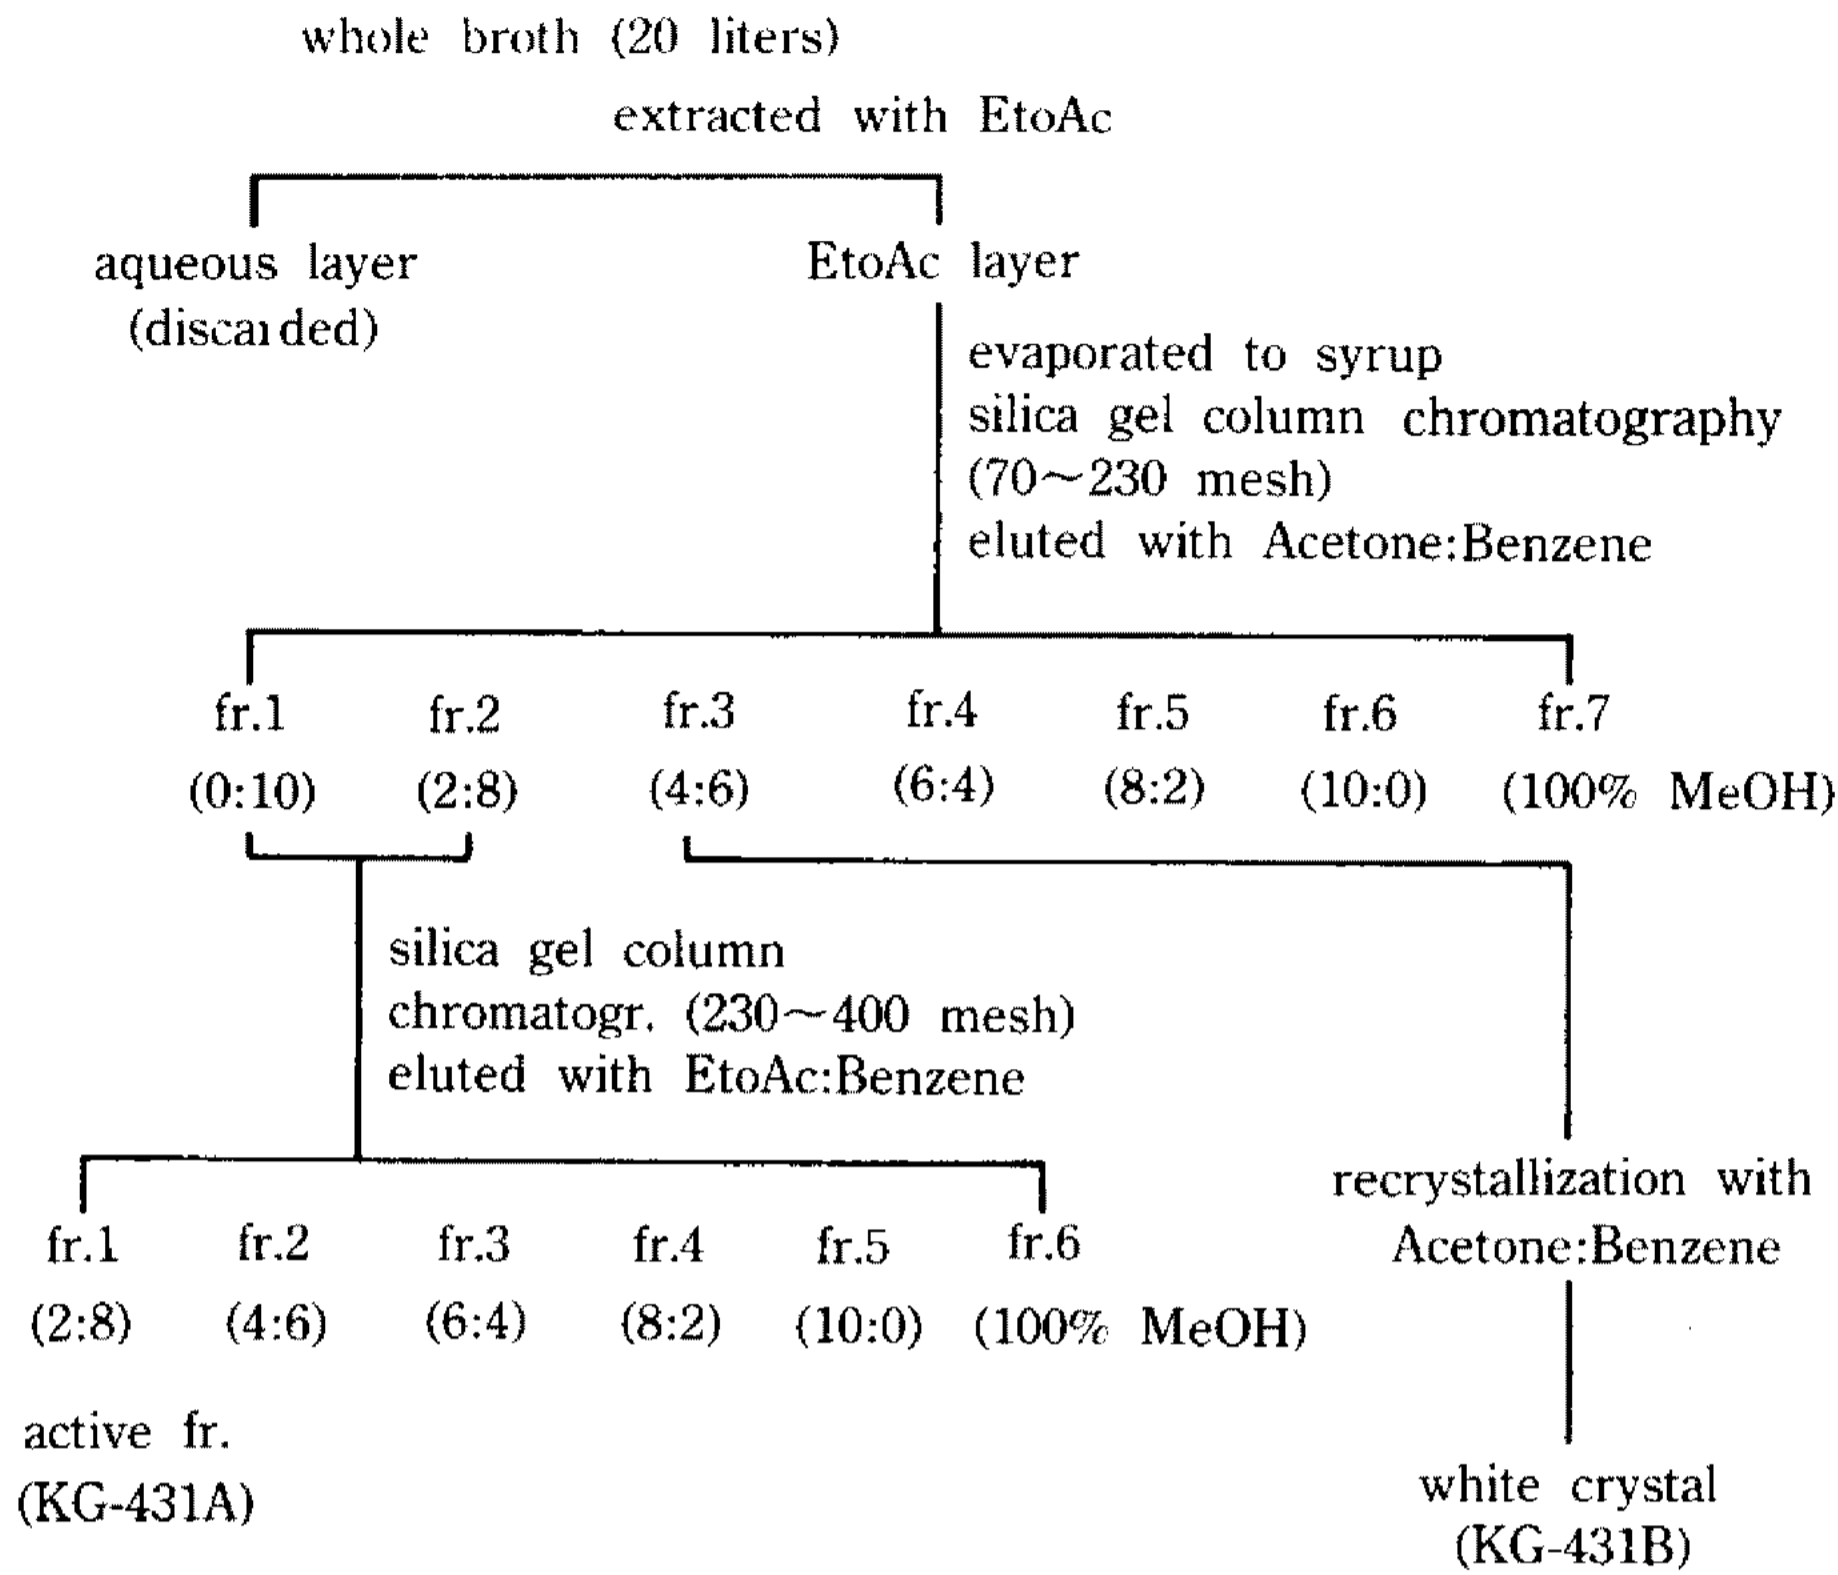 whole broth (20 liters)
extracted with EtoAc
aqueous layer
(discarded)
EtoAc layer
evaporated to syrup
silica gel column chromatography
(70~230 mesh)
eluted with Acetone:Benzene
fr.1 fr.2 fr.3 fr.4 fr.5 fr.6 fr.7
(0:10) (2:8) (4:6) (6:4) (8:2) (10:0) (100% MeOH)
silica gel column
chromatogr. (230~400 mesh)
eluted with EtoAc:Benzene
fr.1 fr.2 fr.3 fr.4 fr.5 fr.6
(2:8) (4:6) (6:4) (8:2) (10:0) (100% MeOH)
active fr.
(KG-431A)
recrystallization with
Acetone:Benzene
white crystal
(KG-431B)